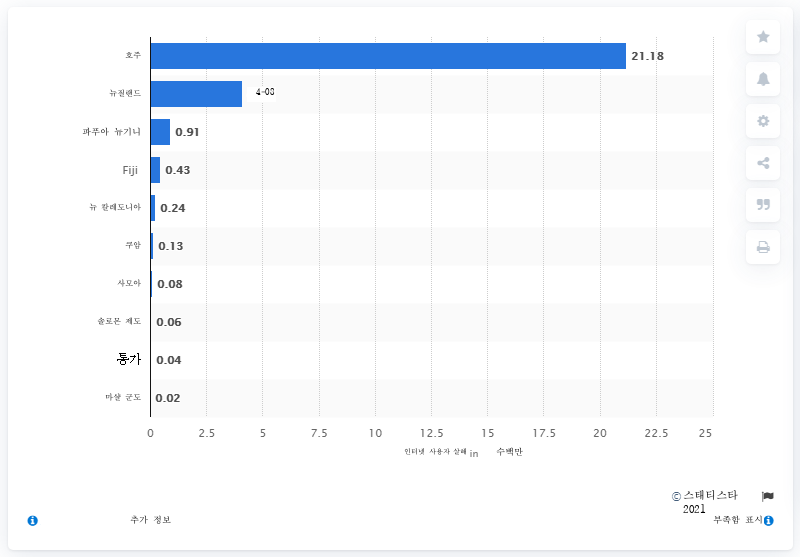 호주 21.18
뉴질랜드 4-08
파푸아 뉴기니 0.91
Fiji 0.43
뉴 칼레도니아 0.24
쿠암 0.13
사모아 0.08
솔로몬 제도 0.06
통가 0.04
마샬 군도 0.02
0 2.5 5 7.5 10 12.5 15 17.5 20 22.5 25
인터넷 사용자 살해 in 수백만
© 스태티스타
2021
추가 정보 부족함 표시